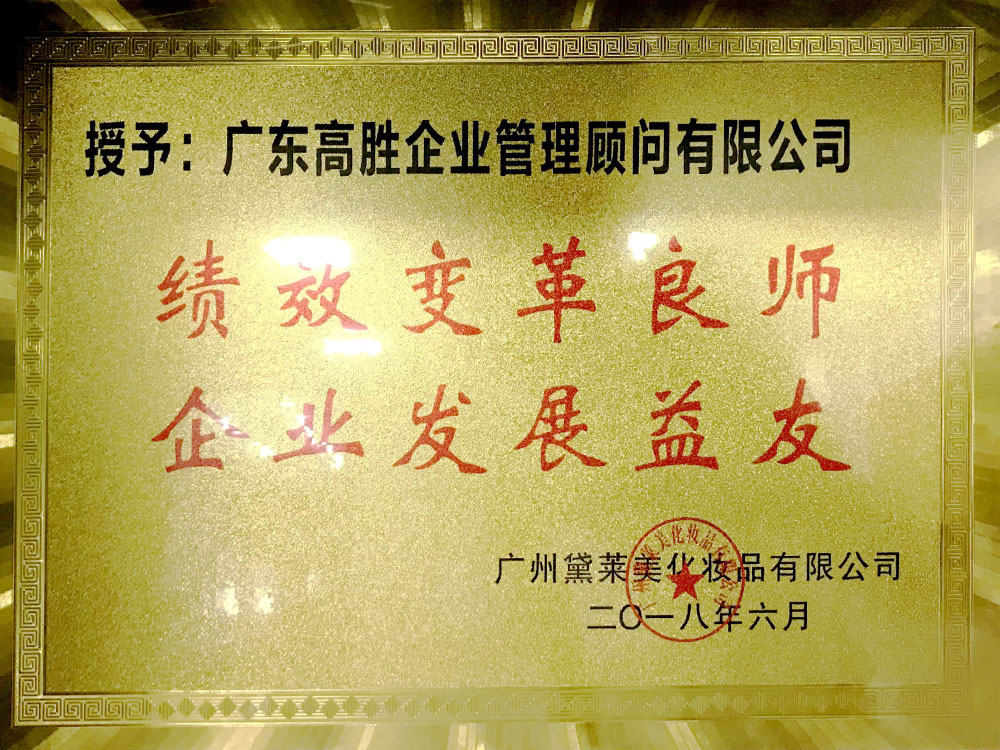 授予：广东高胜企业管理顾问有限公司
绩效变革良师
企业发展益友
广州黛莱美化妆品有限公司
二〇一八年六月